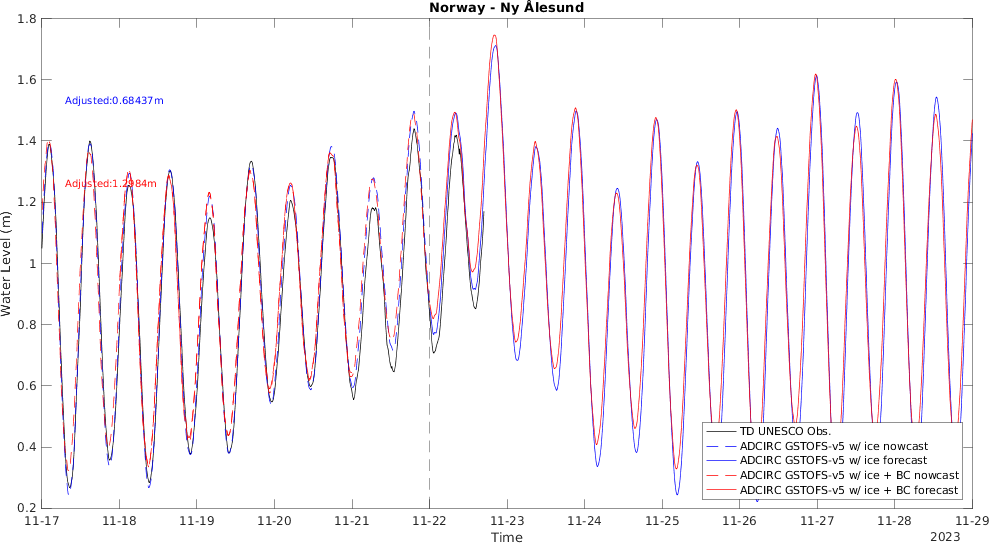 Norway - Ny Ålesund
1.8
1.6
1.4
1.2
1
0.8
0.6
0.4
0.2
Water Level (m)
Adjusted:0.68437m
Adjusted:1.2984m
TD UNESCO Obs.
ADCIRC GSTOFS-v5 w/ ice nowcast
ADCIRC GSTOFS-v5 w/ ice forecast
ADCIRC GSTOFS-v5 w/ ice + BC nowcast
ADCIRC GSTOFS-v5 w/ ice + BC forecast
11-17 11-18 11-19 11-20 11-21 11-22 11-23 11-24 11-25 11-26 11-27 11-28 11-29
Time
2023